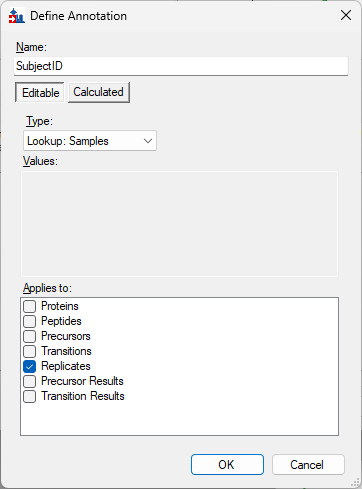 Define Annotation
Name:
SubjectID
Editable Calculated
Type:
Lookup: Samples
Values:
Applies to:
Proteins
Peptides
Precursors
Transitions
Replicates
Precursor Results
Transition Results
OK Cancel